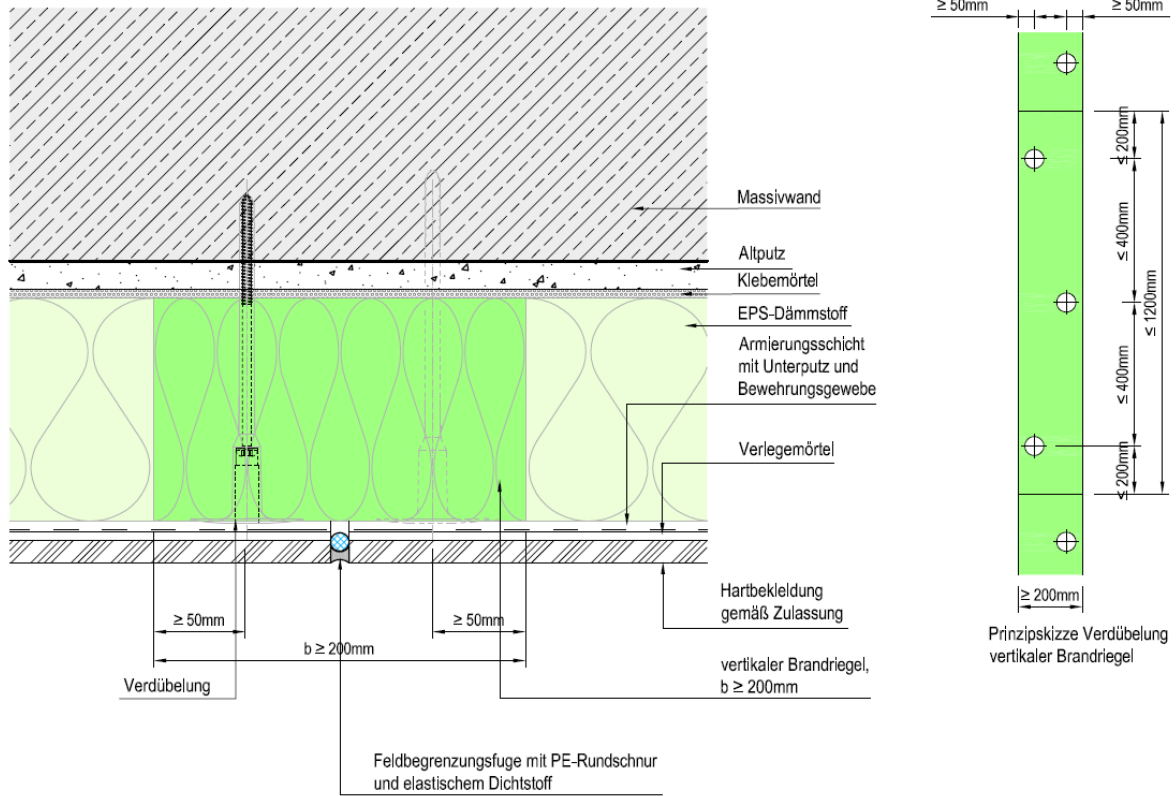 Massivwand
Altputz
Klebemörtel
EPS-Dämmstoff
Armierungsschicht
mit Unterputz und
Bewehrungsgewebe
Verlegemörtel
Hartbekleidung
gemäß Zulassung
vertikaler Brandriegel,
b ≥ 200mm
≥ 50mm
≥ 50mm
b ≥ 200mm
Verdübelung
Feldbegrenzungsfuge mit PE-Rundschnur
und elastischem Dichtstoff
≥ 50mm
≥ 50mm
≤ 200mm
≤ 400mm
≤ 400mm
≤ 200mm
≤ 1200mm
≥ 200mm
Prinzipskizze Verdübelung
vertikaler Brandriegel